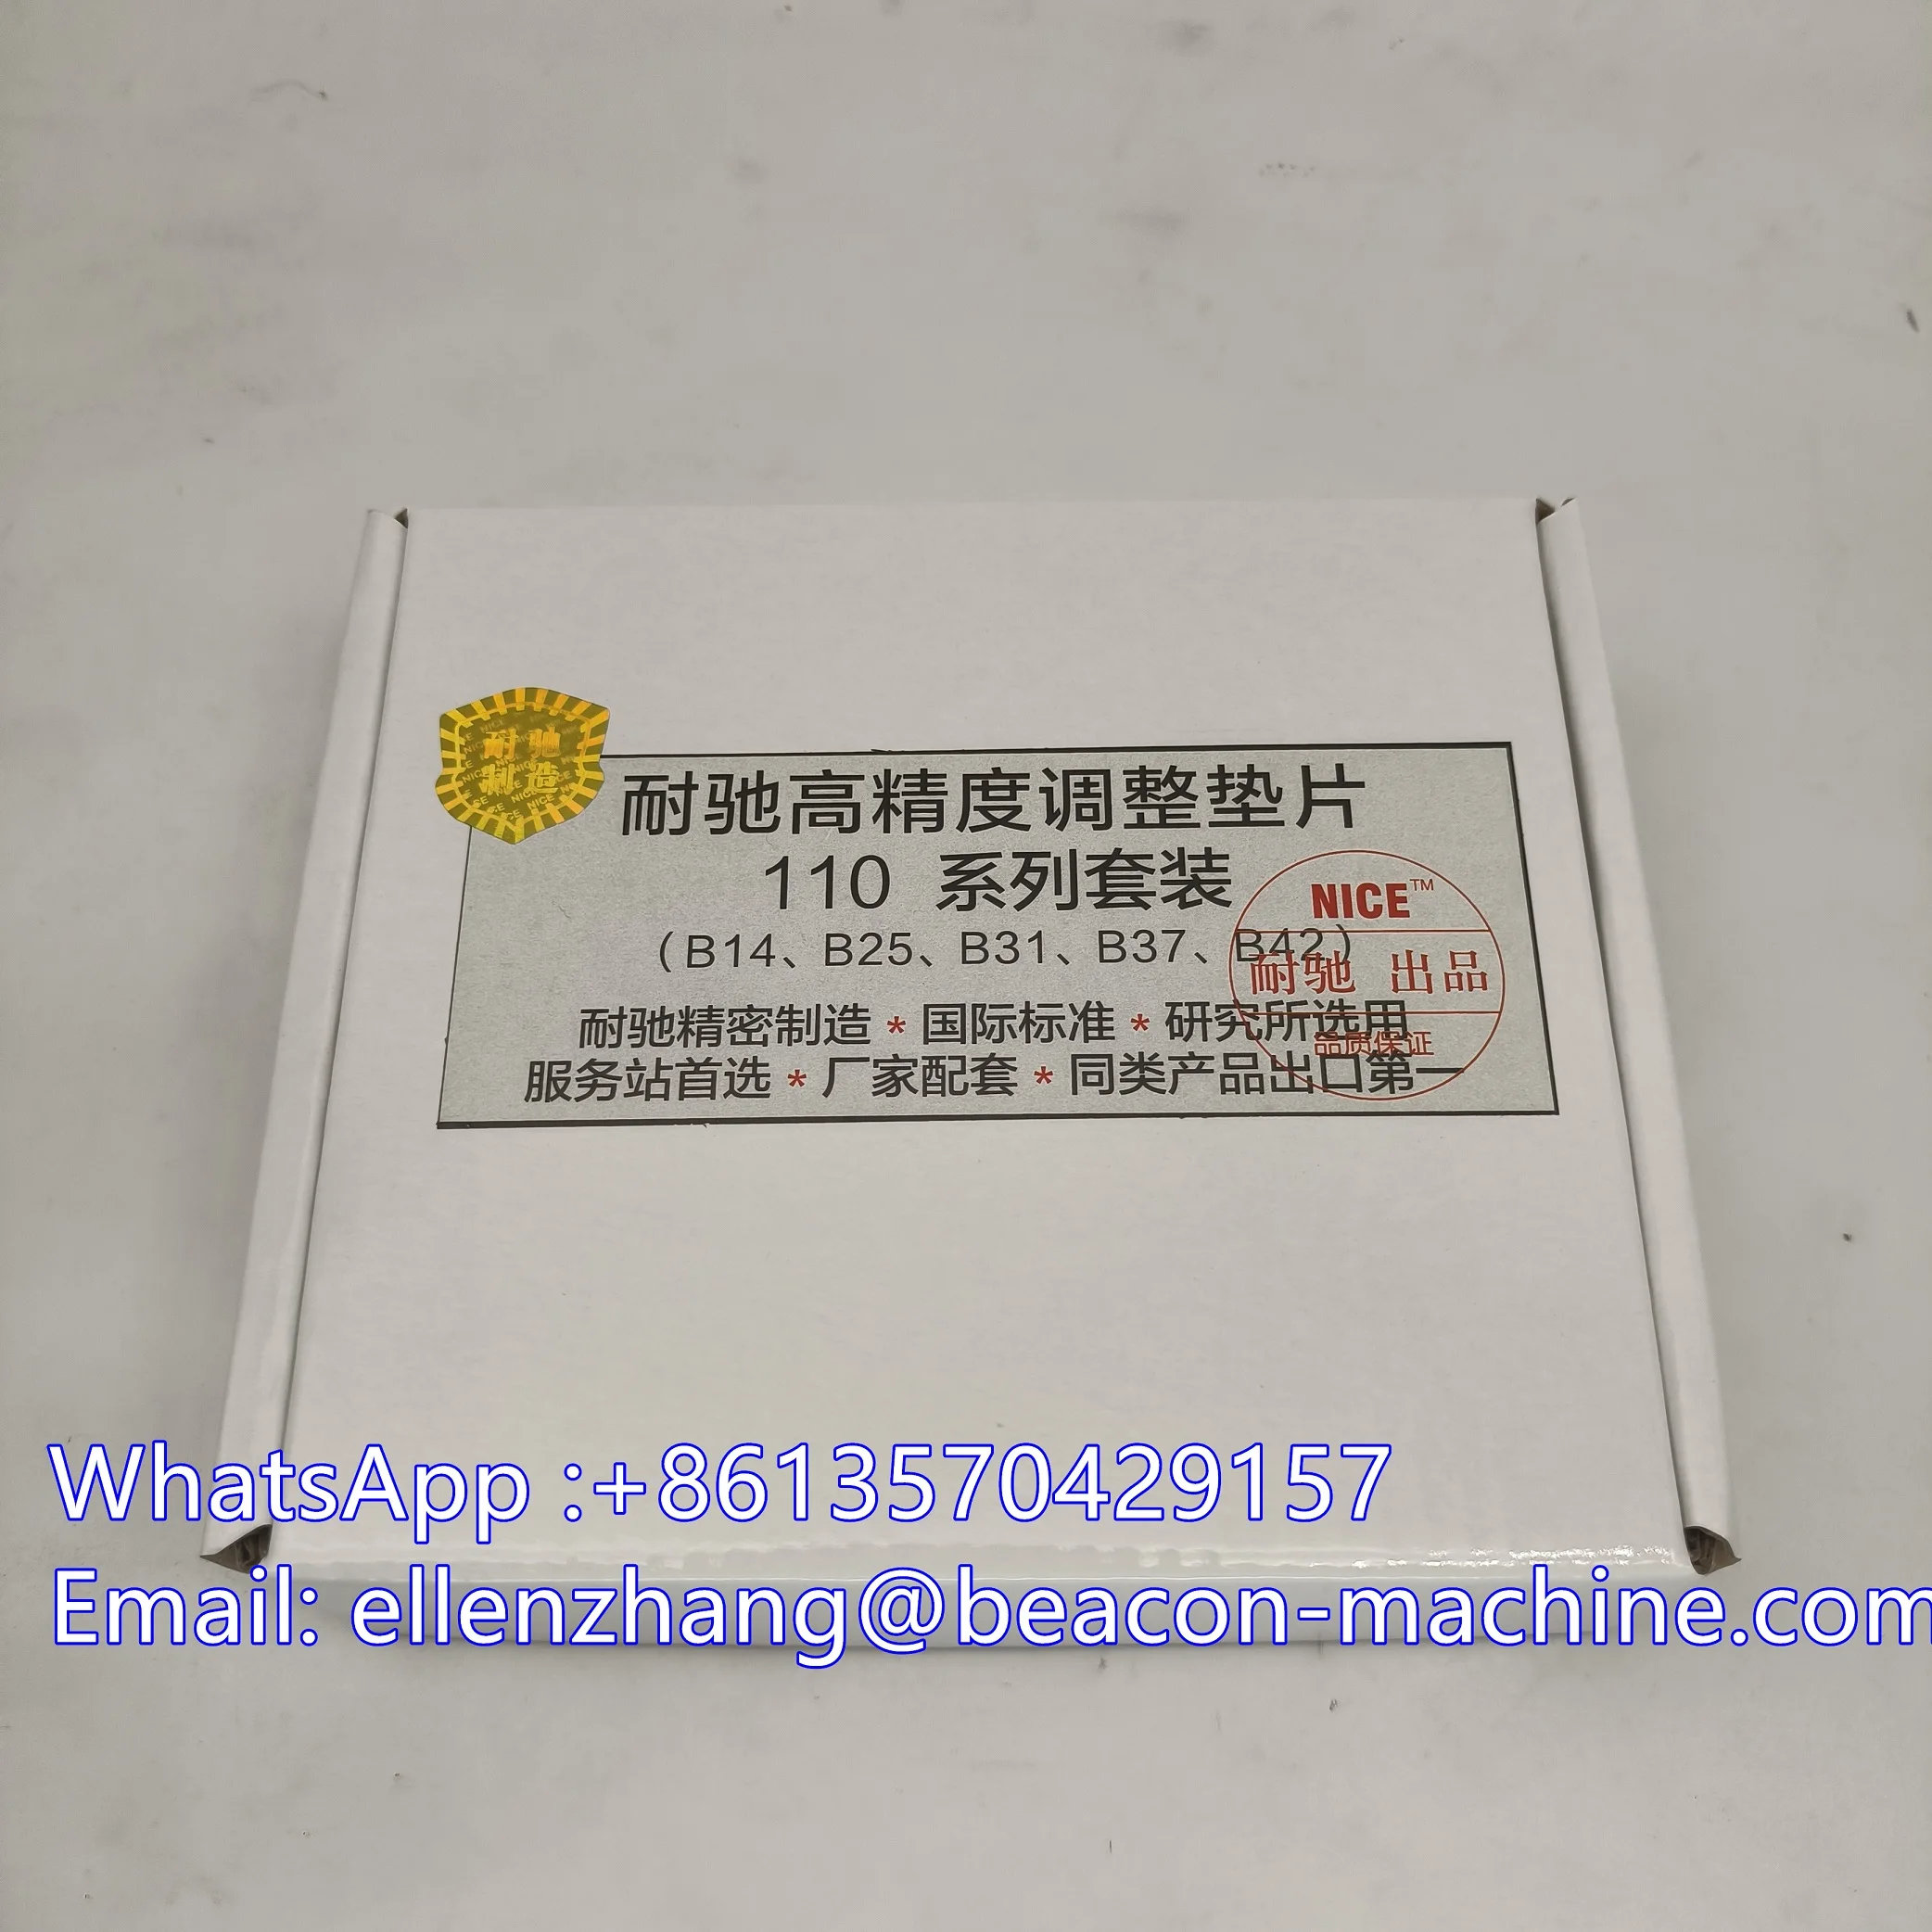 耐驰
制造
耐驰高精度调整垫片
110 系列套装
（B14、B25、B31、B37、B42）
NICE™
耐驰 出品
品质保证
耐驰精密制造 * 国际标准 * 研究所选用
服务站首选 * 厂家配套 * 同类产品出口第一
WhatsApp :+8613570429157
Email: ellenzhang@beacon-machine.com